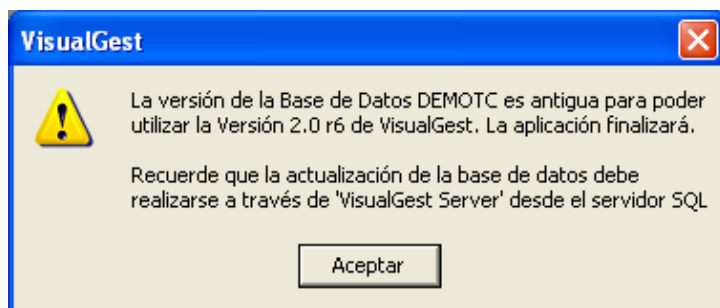 VisualGest
La versión de la Base de Datos DEMOTC es antigua para poder
utilizar la Versión 2.0 r6 de VisualGest. La aplicación finalizará.
Recuerde que la actualización de la base de datos debe
realizarse a través de 'VisualGest Server' desde el servidor SQL
Aceptar